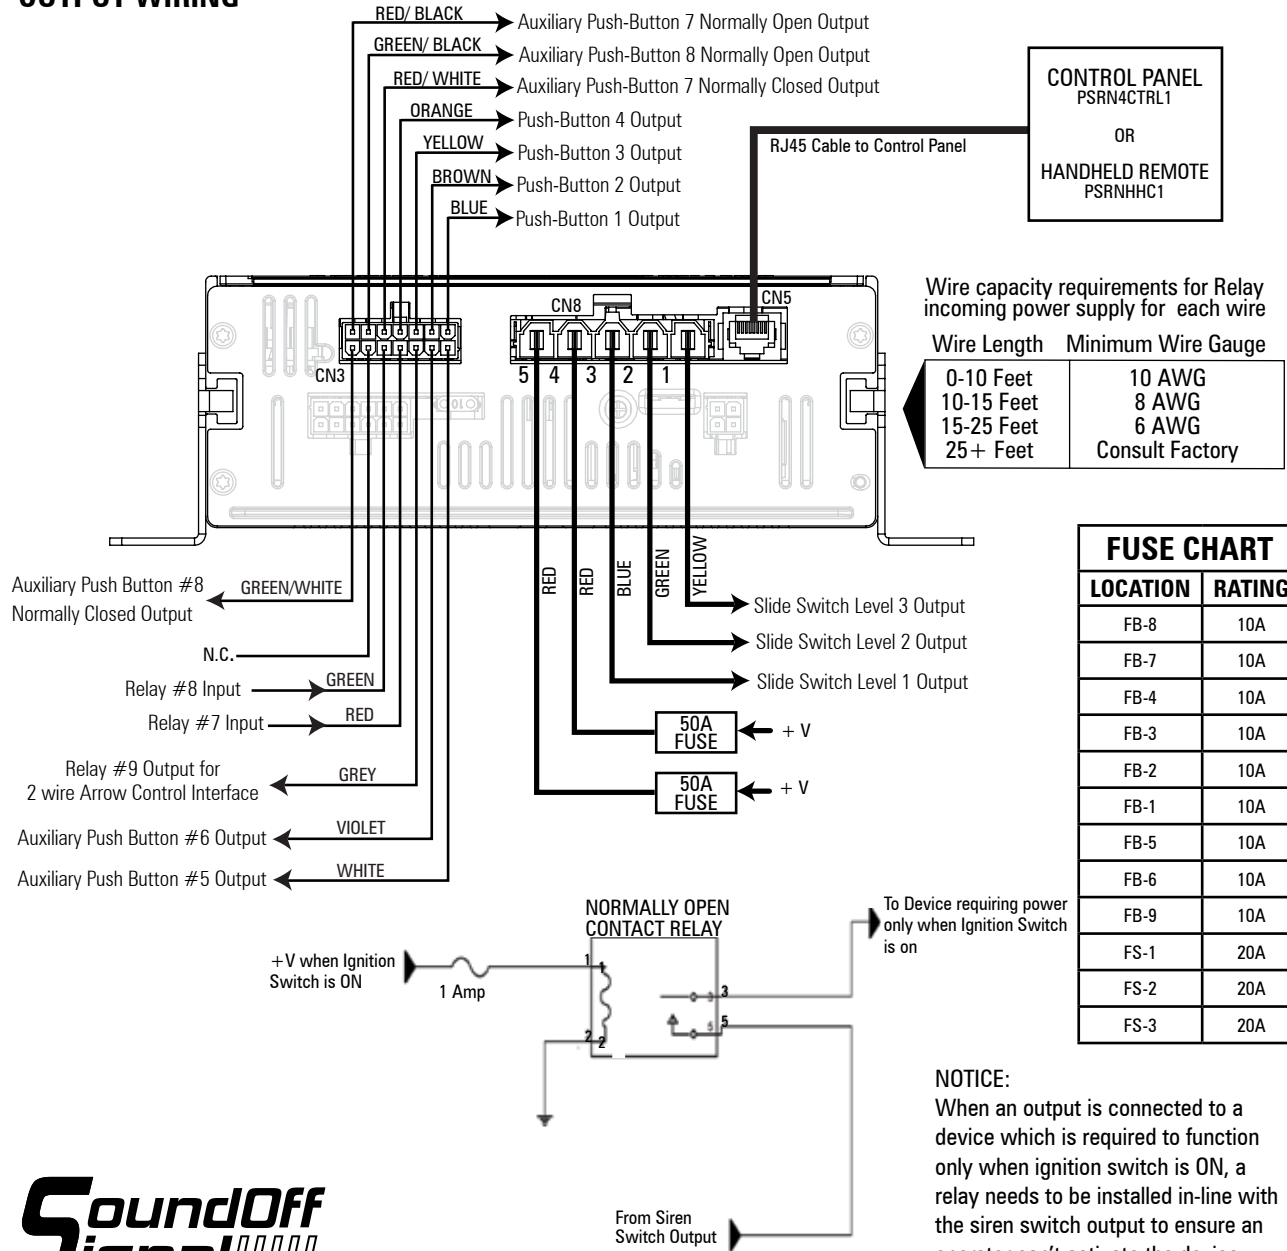 OUTPUT WIRING
RED/ BLACK
Auxiliary Push-Button 7 Normally Open Output
GREEN/ BLACK
Auxiliary Push-Button 8 Normally Open Output
RED/ WHITE
Auxiliary Push-Button 7 Normally Closed Output
ORANGE
Push-Button 4 Output
YELLOW
Push-Button 3 Output
BROWN
Push-Button 2 Output
BLUE
Push-Button 1 Output
RJ45 Cable to Control Panel
CONTROL PANEL
PSRN4CTRL1
OR
HANDHELD REMOTE
PSRNHHC1
CN3
CN8
CN5
5 4 3 2 1
Wire capacity requirements for Relay
incoming power supply for each wire
Wire Length Minimum Wire Gauge
0-10 Feet 10 AWG
10-15 Feet 8 AWG
15-25 Feet 6 AWG
25+ Feet Consult Factory
RED
RED
BLUE
GREEN
YELLOW
Slide Switch Level 3 Output
Slide Switch Level 2 Output
Slide Switch Level 1 Output
50A
FUSE
+ V
50A
FUSE
+ V
Auxiliary Push Button #8
Normally Closed Output
GREEN/WHITE
N.C.
Relay #8 Input
GREEN
Relay #7 Input
RED
Relay #9 Output for
2 wire Arrow Control Interface
GREY
Auxiliary Push Button #6 Output
VIOLET
Auxiliary Push Button #5 Output
WHITE
FUSE CHART
LOCATION RATING
FB-8 10A
FB-7 10A
FB-4 10A
FB-3 10A
FB-2 10A
FB-1 10A
FB-5 10A
FB-6 10A
FB-9 10A
FS-1 20A
FS-2 20A
FS-3 20A
NORMALLY OPEN
CONTACT RELAY
+V when Ignition
Switch is ON
1 Amp
1
1
2
2
3
3
5
5
To Device requiring power
only when Ignition Switch
is on
From Siren
Switch Output
NOTICE:
When an output is connected to a
device which is required to function
only when ignition switch is ON, a
relay needs to be installed in-line with
the siren switch output to ensure an
operator can't activate the device
SoundOff
Signal